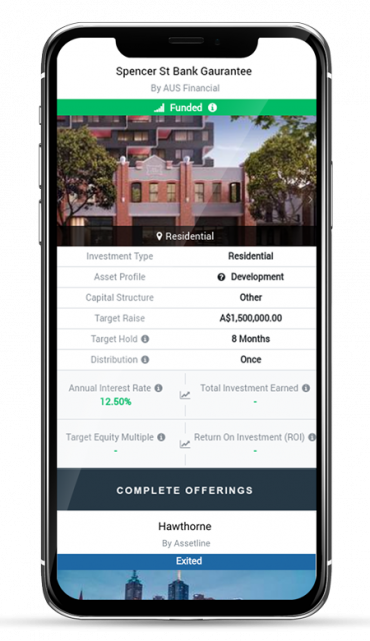 Spencer St Bank Gaurantee
By AUS Financial
Funded
Residential
Investment Type Residential
Asset Profile Development
Capital Structure Other
Target Raise A$1,500,000.00
Target Hold 8 Months
Distribution Once
Annual Interest Rate Total Investment Earned
12.50% -
Target Equity Multiple Return On Investment (ROI)
- -
COMPLETE OFFERINGS
Hawthorne
By Assetline
Exited